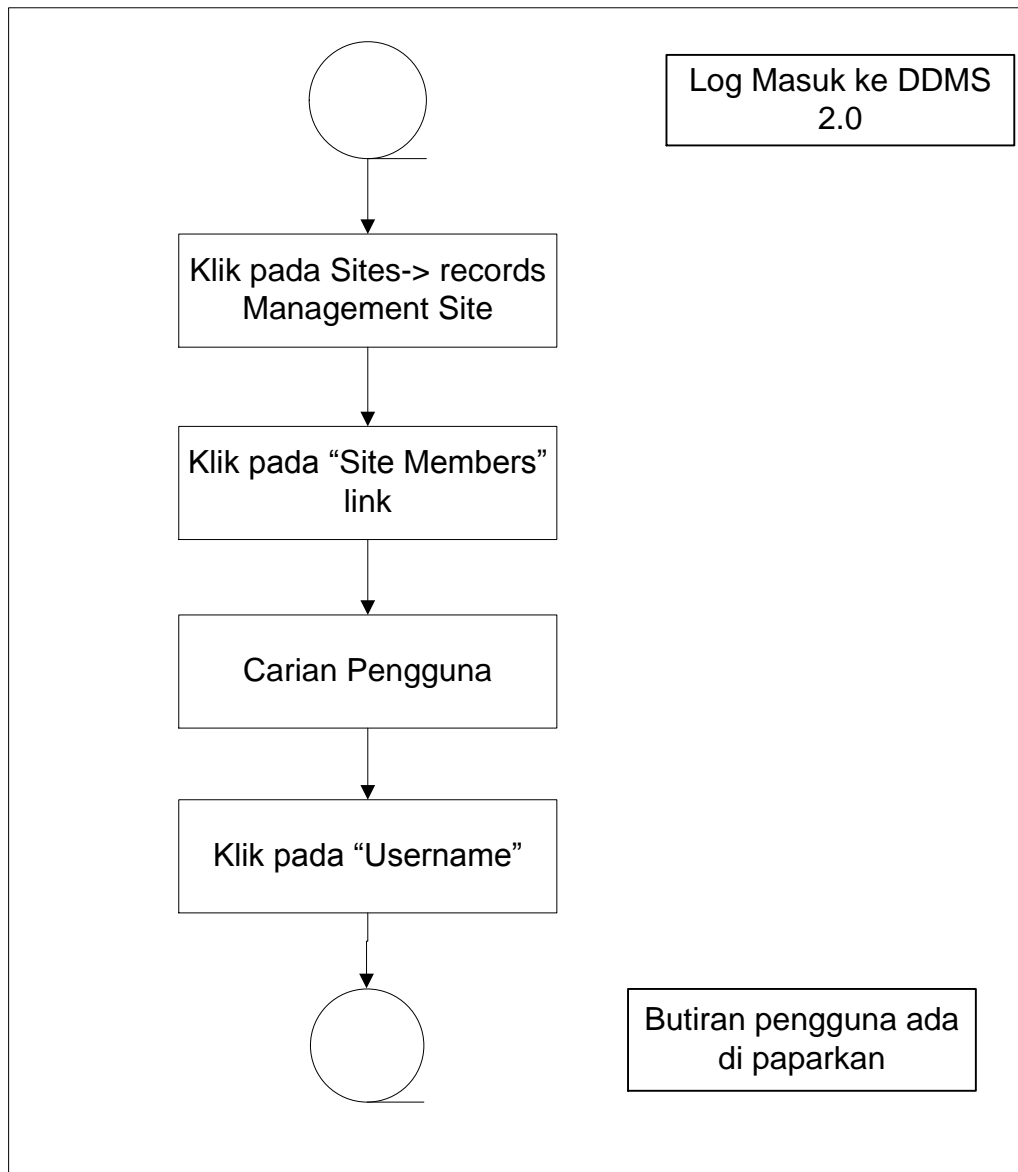 Log Masuk ke DDMS
2.0
Klik pada Sites-> records
Management Site
Klik pada “Site Members”
link
Carian Pengguna
Klik pada “Username”
Butiran pengguna ada
di paparkan